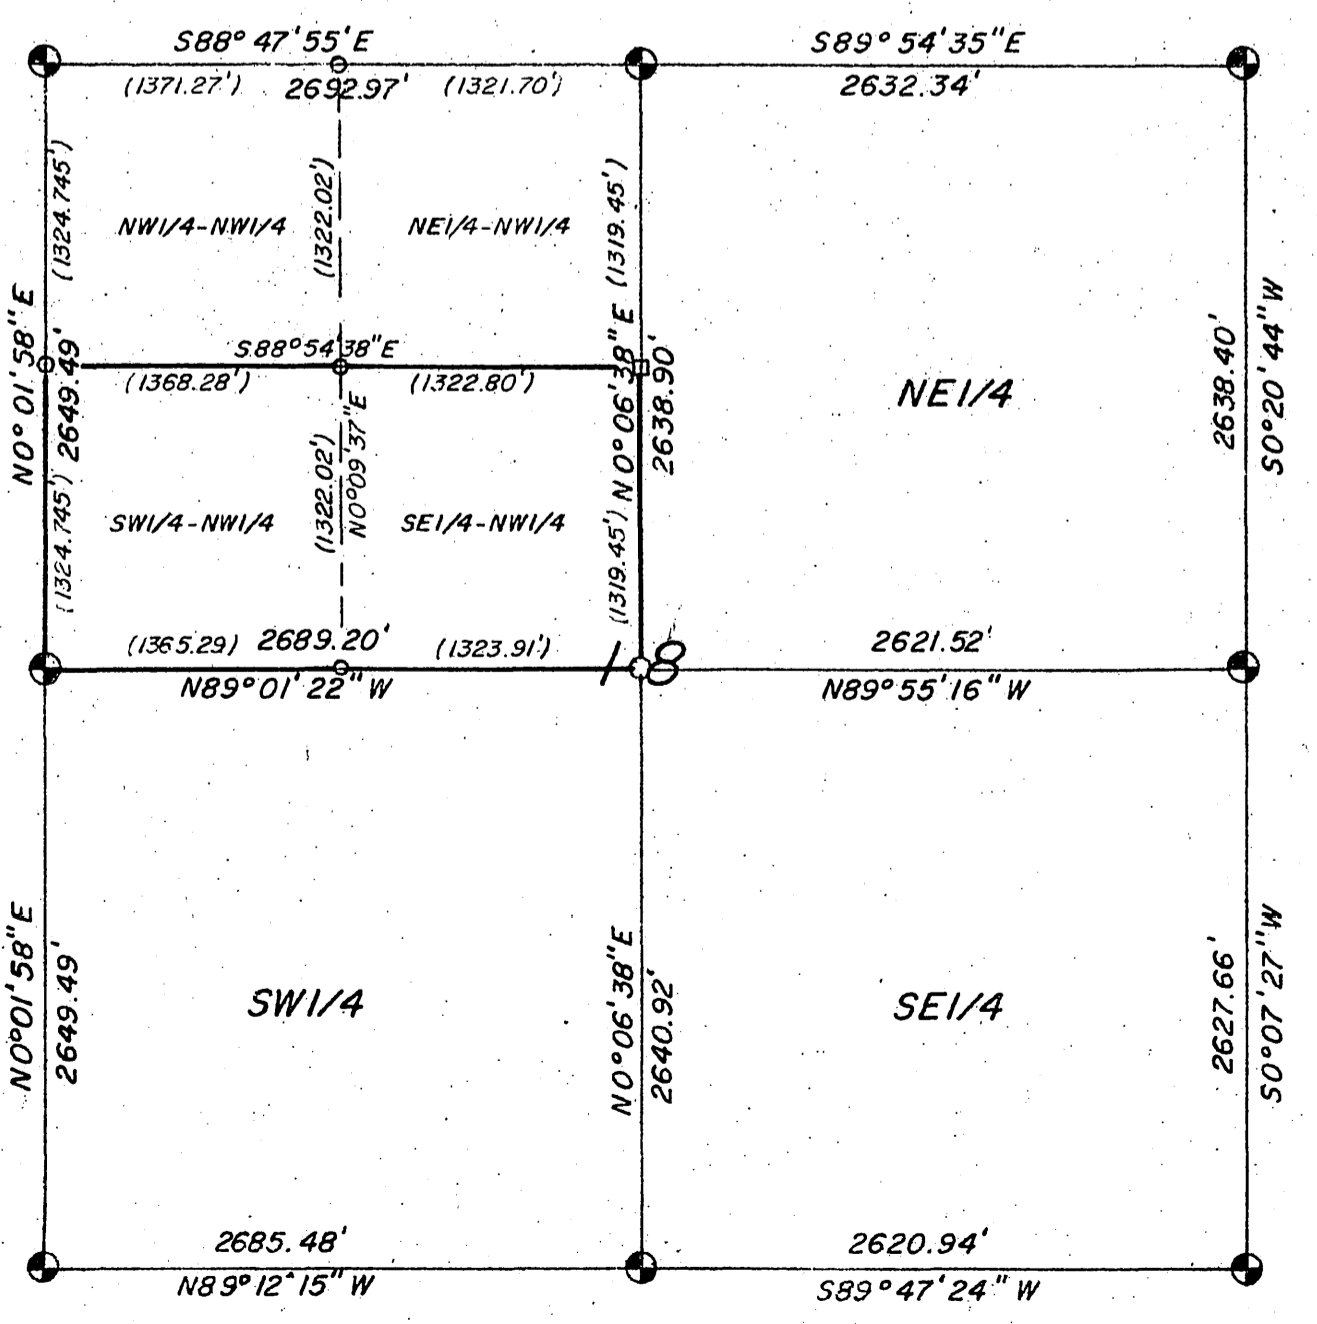 S88°47'55'E
S89°54'35"E
(1371.27')
2692.97'
(1321.70')
2632.34'
(1324.745')
(1322.02')
(1319.45')
NW1/4-NW1/4
NE1/4-NW1/4
N0°01'58"E
2649.49'
S88°54'38"E
(1368.28')
(1322.80')
N0°06'38"E
2638.90'
NE1/4
2638.40'
S0°20'44"W
(1324.745')
(1322.02')
N0°09'37"E
(1319.45')
SW1/4-NW1/4
SE1/4-NW1/4
(1365.29)
2689.20'
(1323.91')
2621.52'
N89°01'22"W
N89°55'16"W
N0°01'58"E
2649.49'
SW1/4
N0°06'38"E
2640.92'
SE1/4
2627.66'
S0°07'27"W
2685.48'
2620.94'
N89°12'15"W
S89°47'24"W